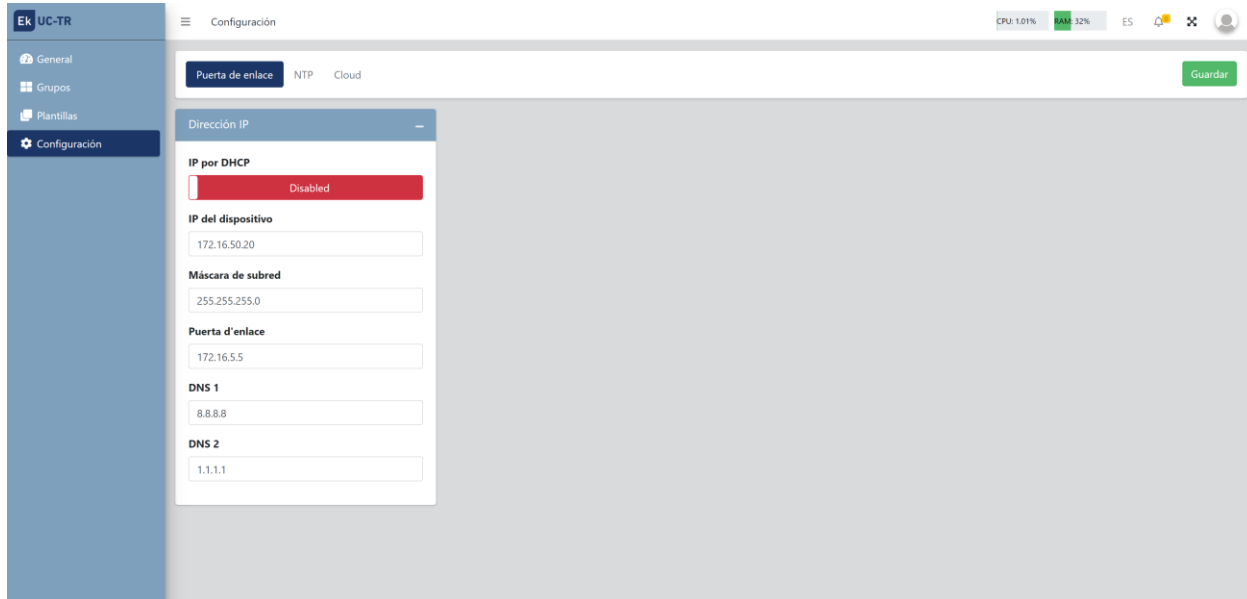 Ek UC-TR
Configuración
CPU: 1.01%
RAM: 32%
ES
0
General
Grupos
Plantillas
Configuración
Puerta de enlace
NTP
Cloud
Guardar
Dirección IP
IP por DHCP
Disabled
IP del dispositivo
172.16.50.20
Máscara de subred
255.255.255.0
Puerta d'enlace
172.16.5.5
DNS 1
8.8.8.8
DNS 2
1.1.1.1